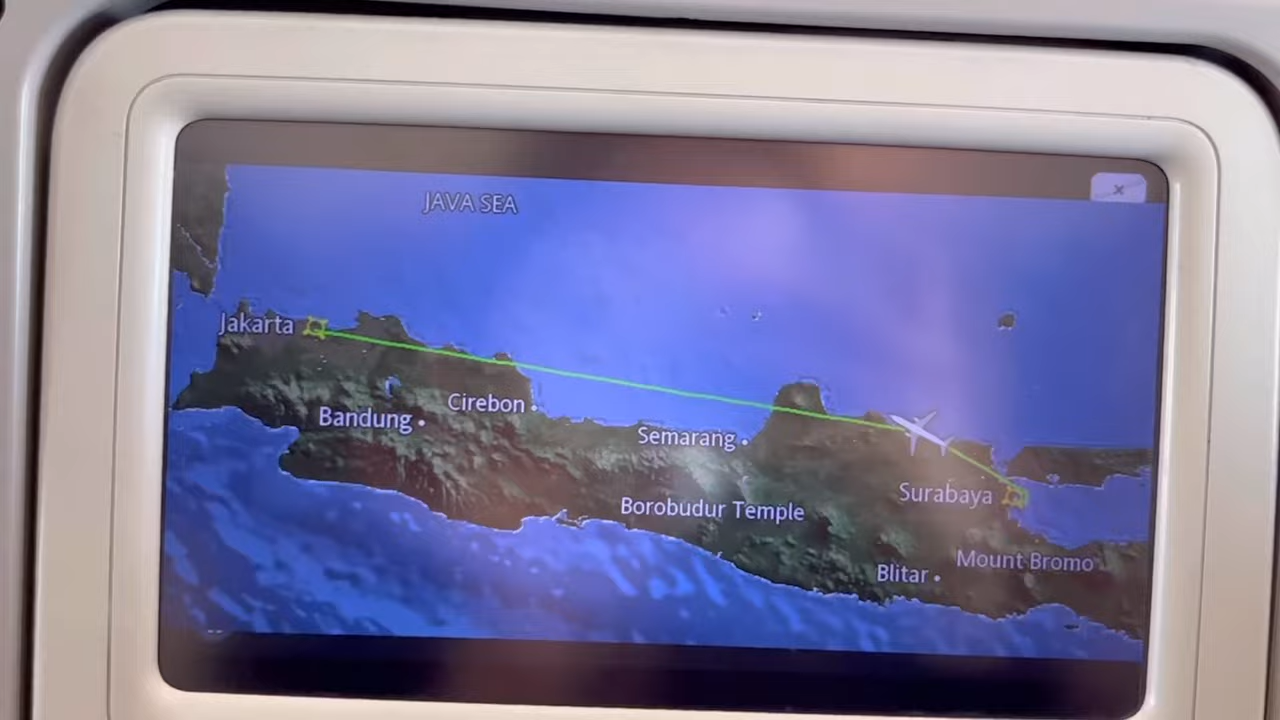 JAVA SEA
Jakarta
Cirebon
Bandung
Semarang
Surabaya
Borobudur Temple
Mount Bromo
Blitar